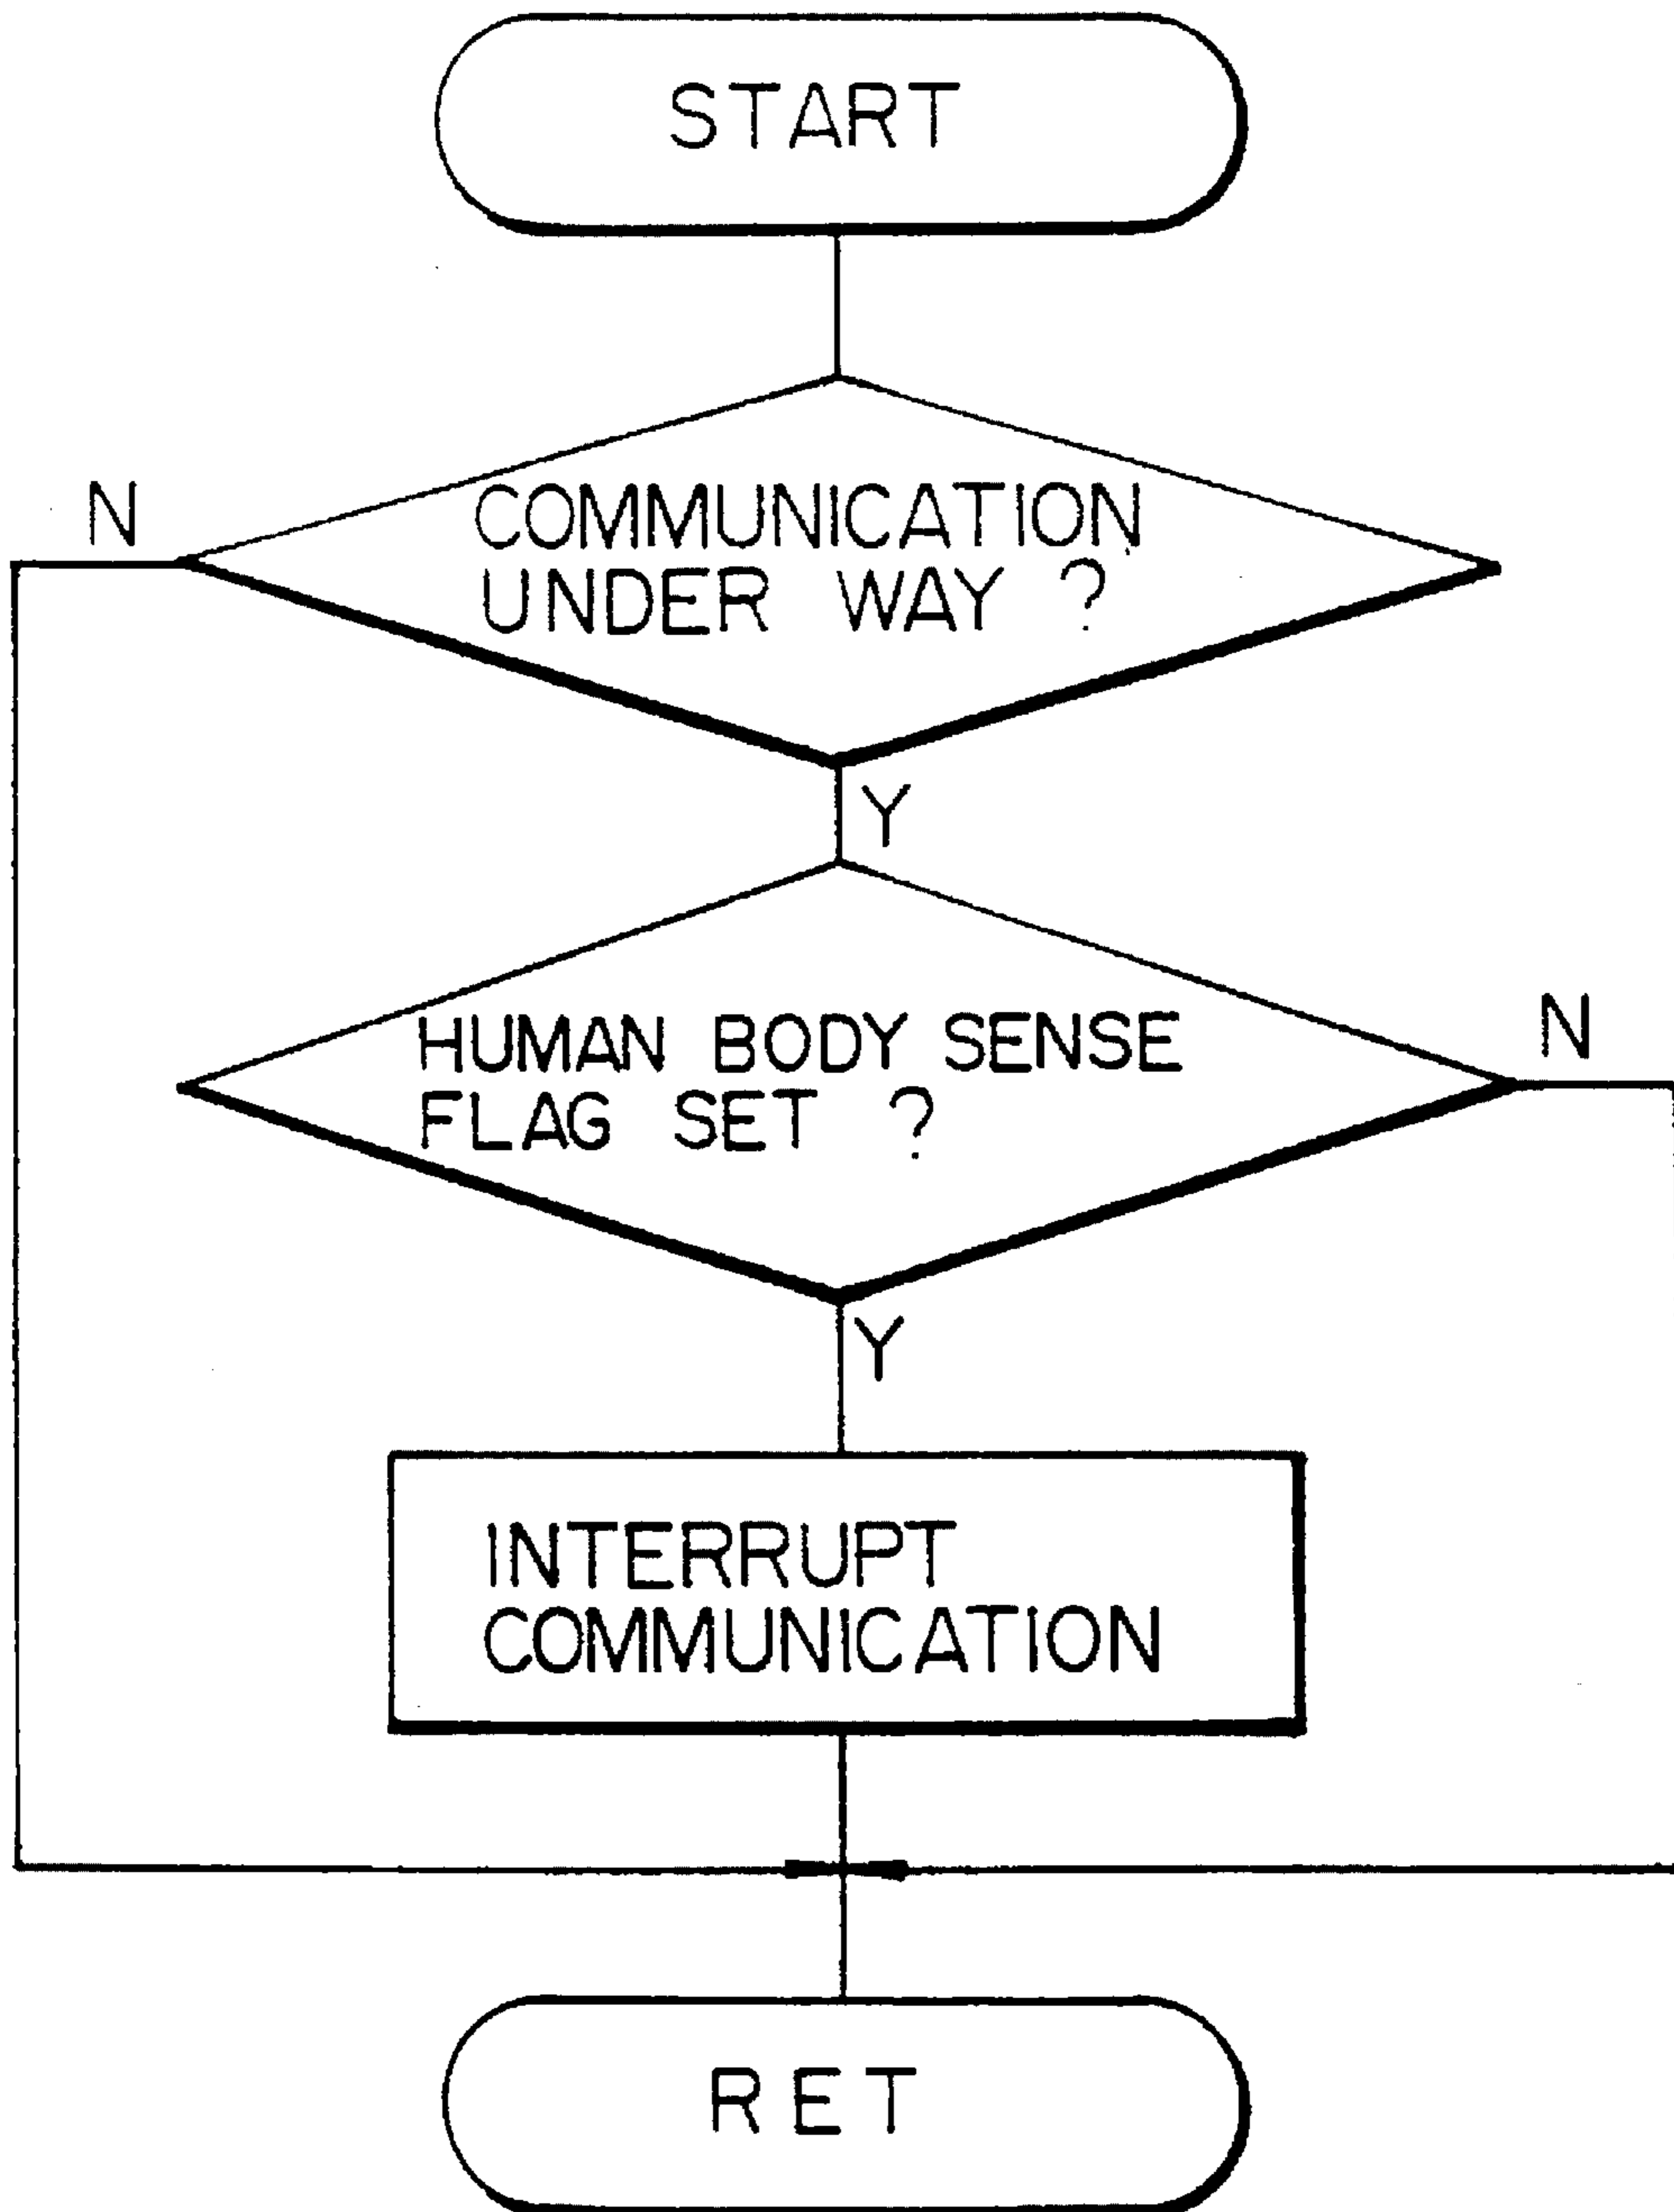 START
N
COMMUNICATION
UNDER WAY ?
Y
HUMAN BODY SENSE
FLAG SET ?
N
Y
INTERRUPT
COMMUNICATION
RET